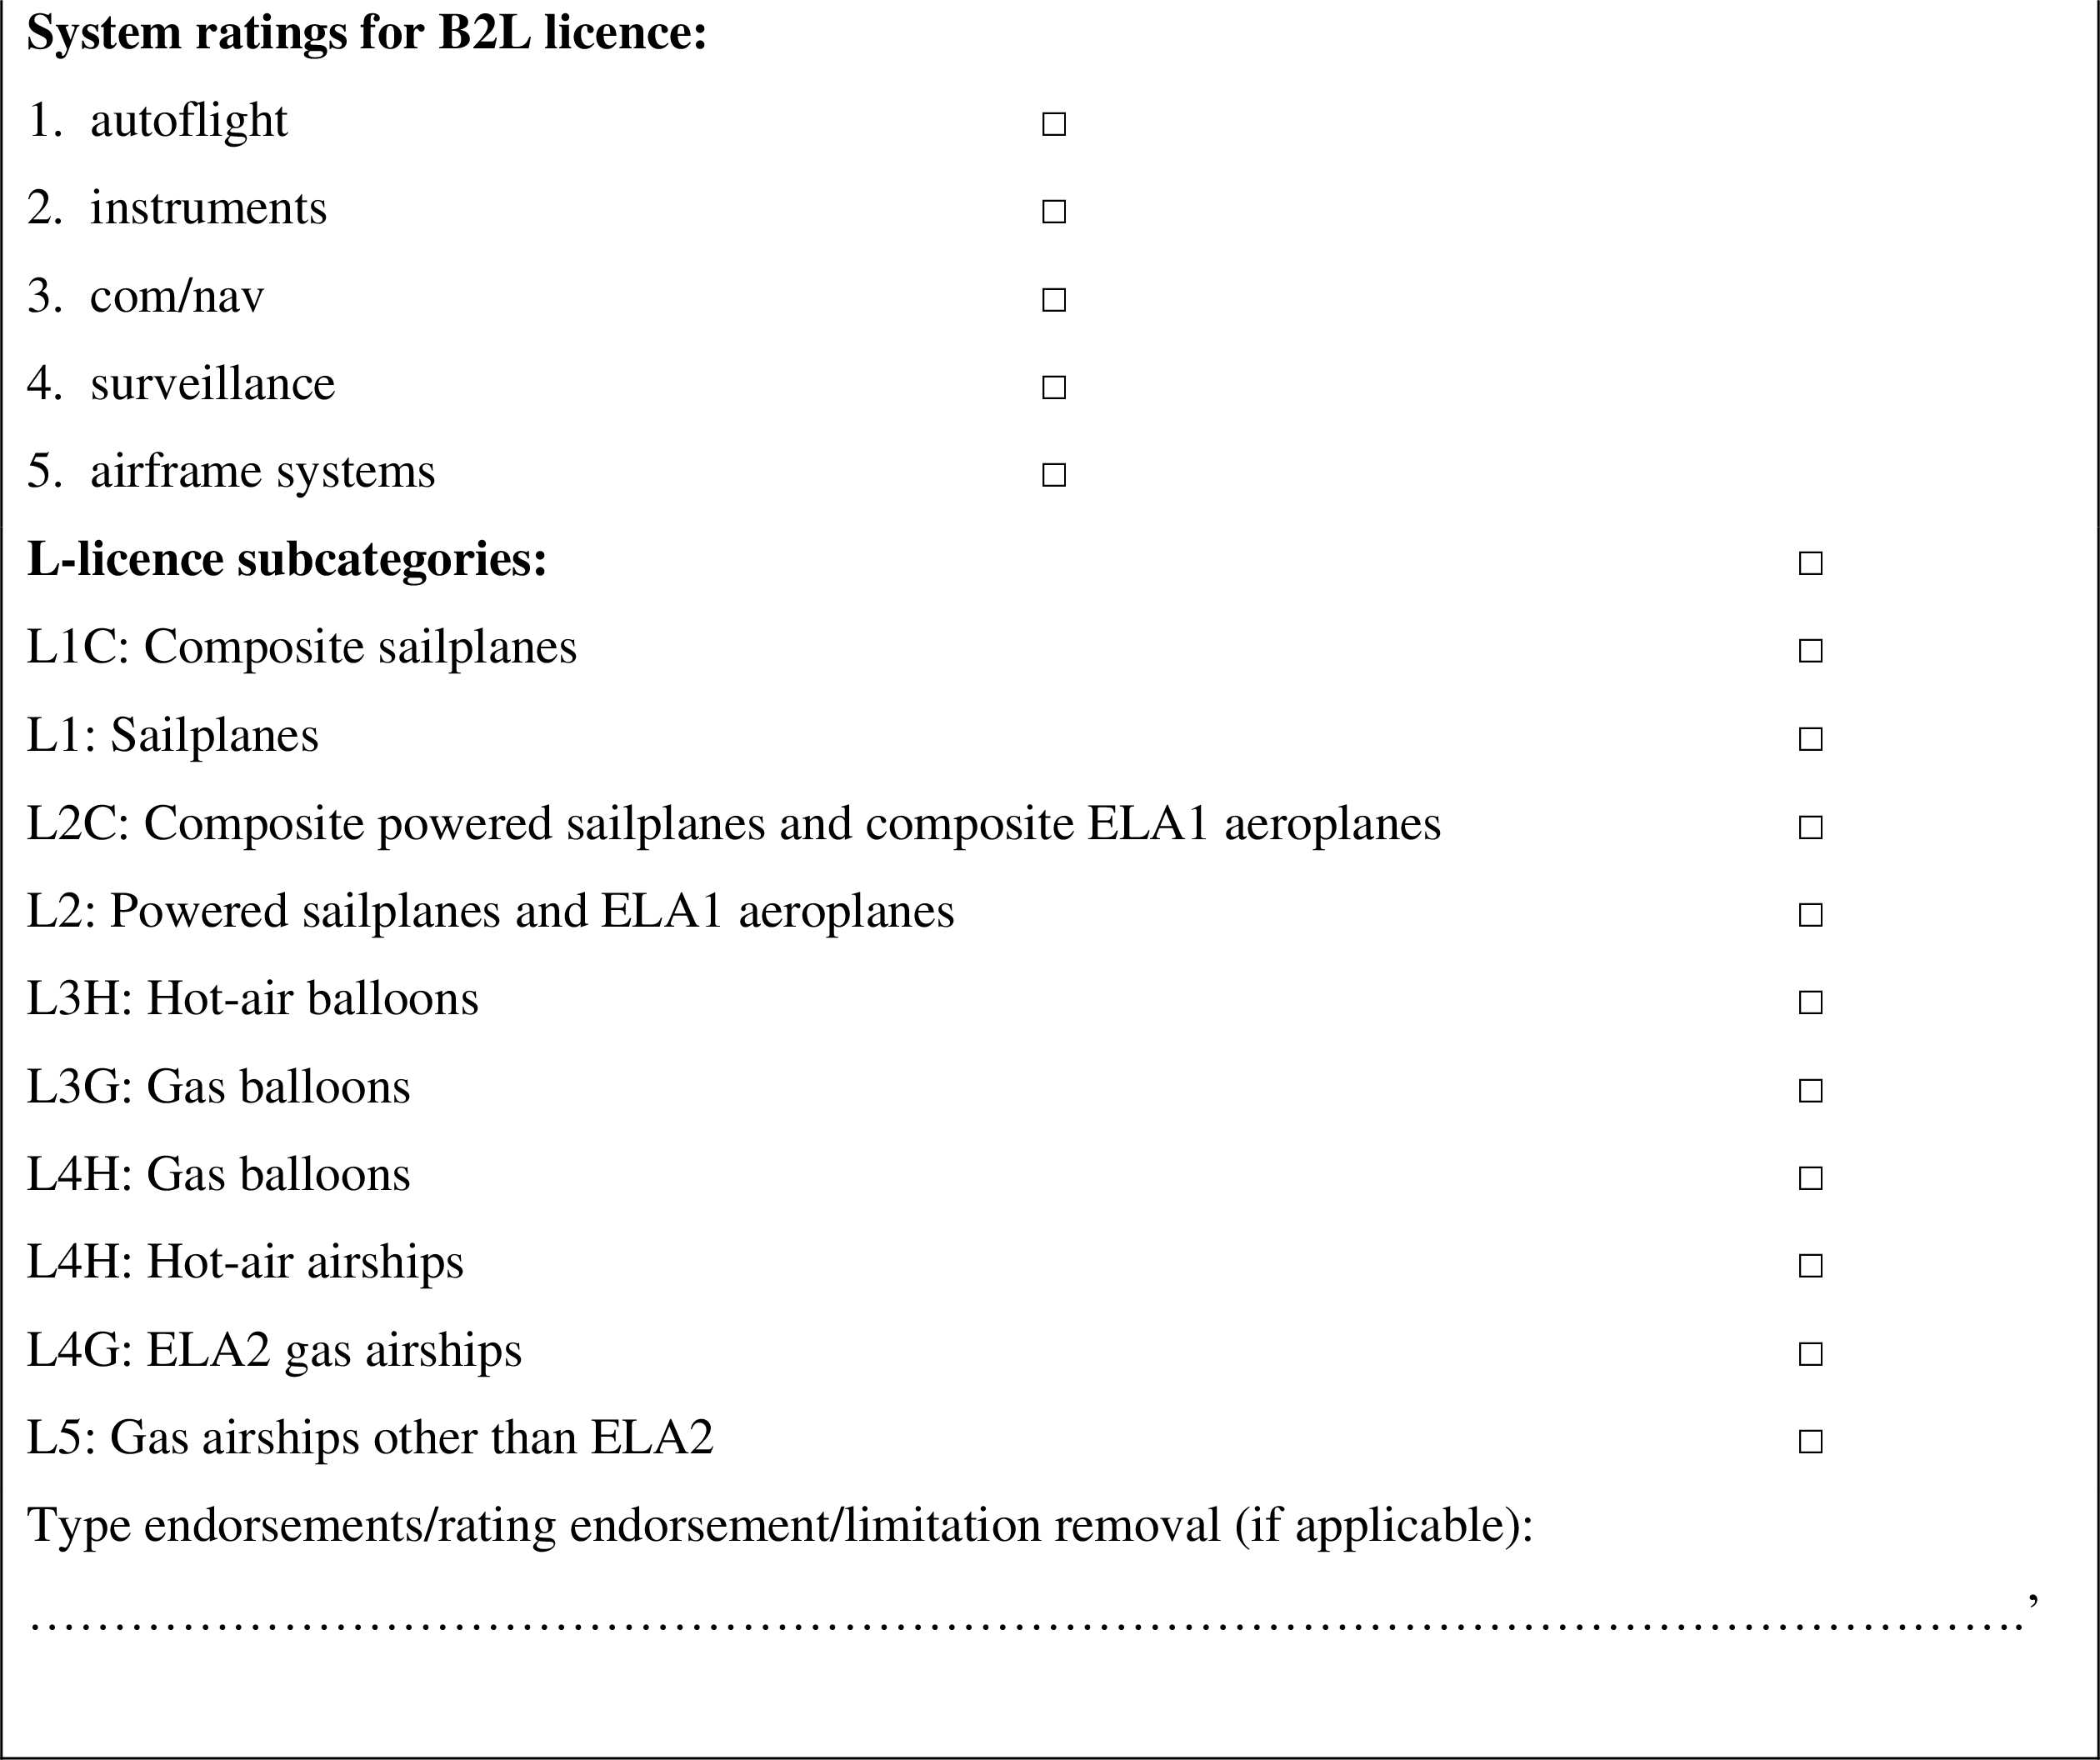 System ratings for B2L licence:
1. autoflight □
2. instruments □
3. com/nav □
4. surveillance □
5. airframe systems □
L-licence subcategories: □
L1C: Composite sailplanes □
L1: Sailplanes □
L2C: Composite powered sailplanes and composite ELA1 aeroplanes □
L2: Powered sailplanes and ELA1 aeroplanes □
L3H: Hot-air balloons □
L3G: Gas balloons □
L4H: Gas balloons □
L4H: Hot-air airships □
L4G: ELA2 gas airships □
L5: Gas airships other than ELA2 □
Type endorsements/rating endorsement/limitation removal (if applicable):
…………………………………………………………………………………………………………….’